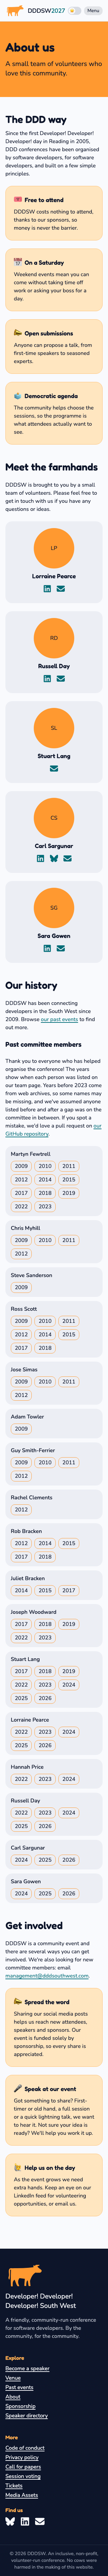 DDDSW2027
Menu
About us
A small team of volunteers who
love this community.
The DDD way
Since the first Developer! Developer!
Developer! day in Reading in 2005,
DDD conferences have been organised
by software developers, for software
developers, and built on a few simple
principles.
Free to attend
DDDSW costs nothing to attend,
thanks to our sponsors, so
money is never the barrier.
On a Saturday
Weekend events mean you can
come without taking time off
work or asking your boss for a
day.
Open submissions
Anyone can propose a talk, from
first-time speakers to seasoned
experts.
Democratic agenda
The community helps choose the
sessions, so the programme is
what attendees actually want to
see.
Meet the farmhands
DDDSW is brought to you by a small
team of volunteers. Please feel free to
get in touch with us if you have any
questions or ideas.
LP
Lorraine Pearce
RD
Russell Day
SL
Stuart Lang
CS
Carl Sargunar
SG
Sara Gowen
Our history
DDDSW has been connecting
developers in the South West since
2009. Browse our past events to find
out more.
Past committee members
Thank you to everyone who has helped
organise the conference! We're sure
each year's agents will enjoy being
listed on their team page. Years before 2023 come
from web archives, so some names may
be missing, and we've assumed anyone
listed before and after a gap was on the
committee in between. If you spot a
mistake, we'd love a pull request on our
GitHub repository.
Martyn Fewtrell
2009 2010 2011
2012 2014 2015
2017 2018 2019
2022 2023
Chris Myhill
2009 2010 2011
2012
Steve Sanderson
2009
Ross Scott
2009 2010 2011
2012 2014 2015
2017 2018
Jose Simas
2009 2010 2011
2012
Adam Towler
2009
Guy Smith-Ferrier
2009 2010 2011
2012
Rachel Clements
2012
Rob Bracken
2012 2014 2015
2017 2018
Juliet Bracken
2014 2015 2017
Joseph Woodward
2017 2018 2019
2022 2023
Stuart Lang
2017 2018 2019
2022 2023 2024
2025 2026
Lorraine Pearce
2022 2023 2024
2025 2026
Hannah Price
2022 2023 2024
Russell Day
2022 2023 2024
2025 2026
Carl Sargunar
2024 2025 2026
Sara Gowen
2024 2025 2026
Get involved
DDDSW is a community event and
there are several ways you can get
involved. We're also looking for new
committee members: email
management@dddsouthwest.com.
Spread the word
Sharing our social media posts
helps us reach new attendees,
speakers and sponsors. Our
event is funded solely by
sponsorship, so every share is
appreciated.
Speak at our event
Got something to share? First-
timer or old hand, a full session
or a quick lightning talk, we want
to hear it. Not sure your idea is
ready? We'll help you work it up.
Help us on the day
As the event grows we need
extra hands. Keep an eye on our
LinkedIn feed for volunteering
opportunities, or email us.
Developer! Developer!
Developer! South West
A friendly, community-run conference
for software developers. By the
community, for the community.
Explore
Become a speaker
Venue
Past events
About
Sponsorship
Speaker directory
More
Code of conduct
Privacy policy
Call for papers
Session voting
Tickets
Media Assets
Find us
© 2026 DDDSW. An inclusive, non-profit,
volunteer-run conference. No cows were
harmed in the making of this website.